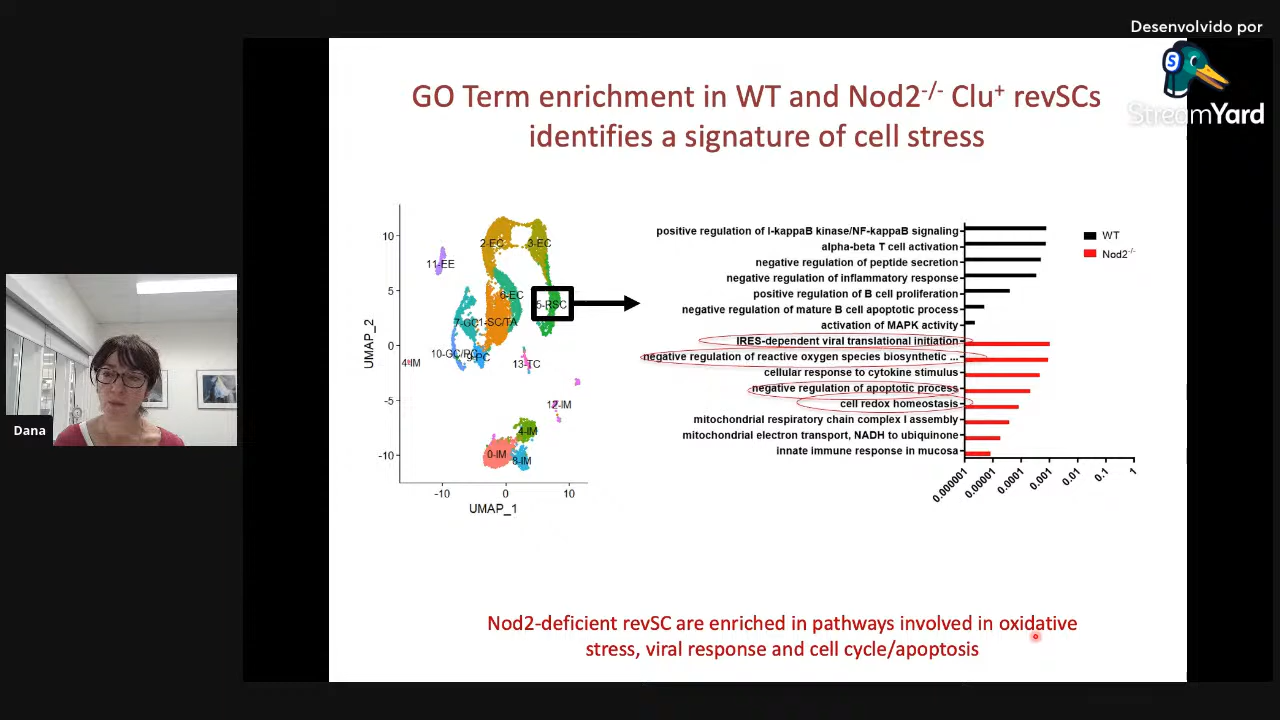 Desenvolvido por
StreamYard
GO Term enrichment in WT and Nod2-/- Clu+ revSCs
identifies a signature of cell stress
10
5
0
-5
-10
UMAP_2
-10
0
10
UMAP_1
2-EC
3-EC
11-EE
6-EC
5-RSC
7-GC
1-SC/TA
10-GC/PC
9-PC
4-IM
13-TC
12-IM
4-IM
0-IM
8-IM
positive regulation of I-kappaB kinase/NF-kappaB signaling
alpha-beta T cell activation
negative regulation of peptide secretion
negative regulation of inflammatory response
positive regulation of B cell proliferation
negative regulation of mature B cell apoptotic process
activation of MAPK activity
IRES-dependent viral translational initiation
negative regulation of reactive oxygen species biosynthetic ...
cellular response to cytokine stimulus
negative regulation of apoptotic process
cell redox homeostasis
mitochondrial respiratory chain complex I assembly
mitochondrial electron transport, NADH to ubiquinone
innate immune response in mucosa
0.000001
0.00001
0.0001
0.001
0.01
0.1
1
WT
Nod2-/-
Dana
Nod2-deficient revSC are enriched in pathways involved in oxidative
stress, viral response and cell cycle/apoptosis